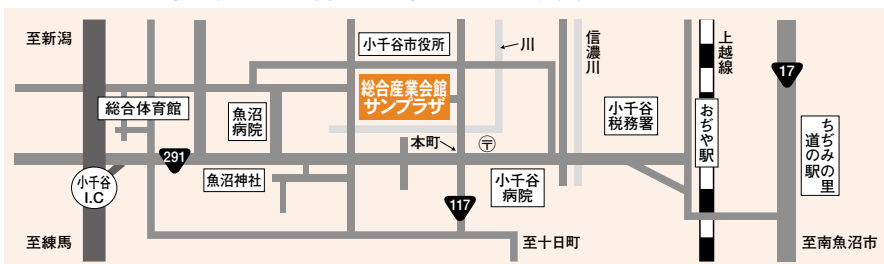 至新潟
小千谷市役所
川
信濃川
上越線
17
総合産業会館
サンプラザ
総合体育館
魚沼
病院
小千谷
税務署
おぢや駅
ちぢみの里
道の駅
本町
〒
291
小千谷
I.C
魚沼神社
小千谷
病院
117
至練馬
至十日町
至南魚沼市